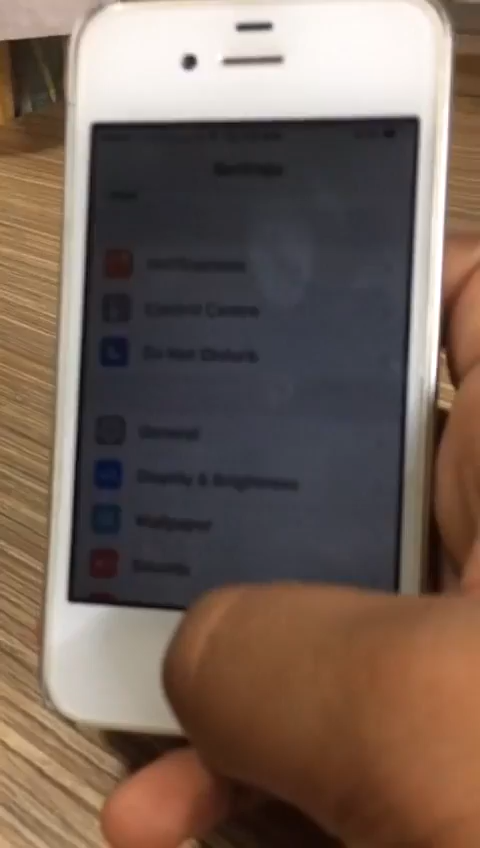 Settings
Notifications
Control Centre
Do Not Disturb
General
Display & Brightness
Wallpaper
Sounds